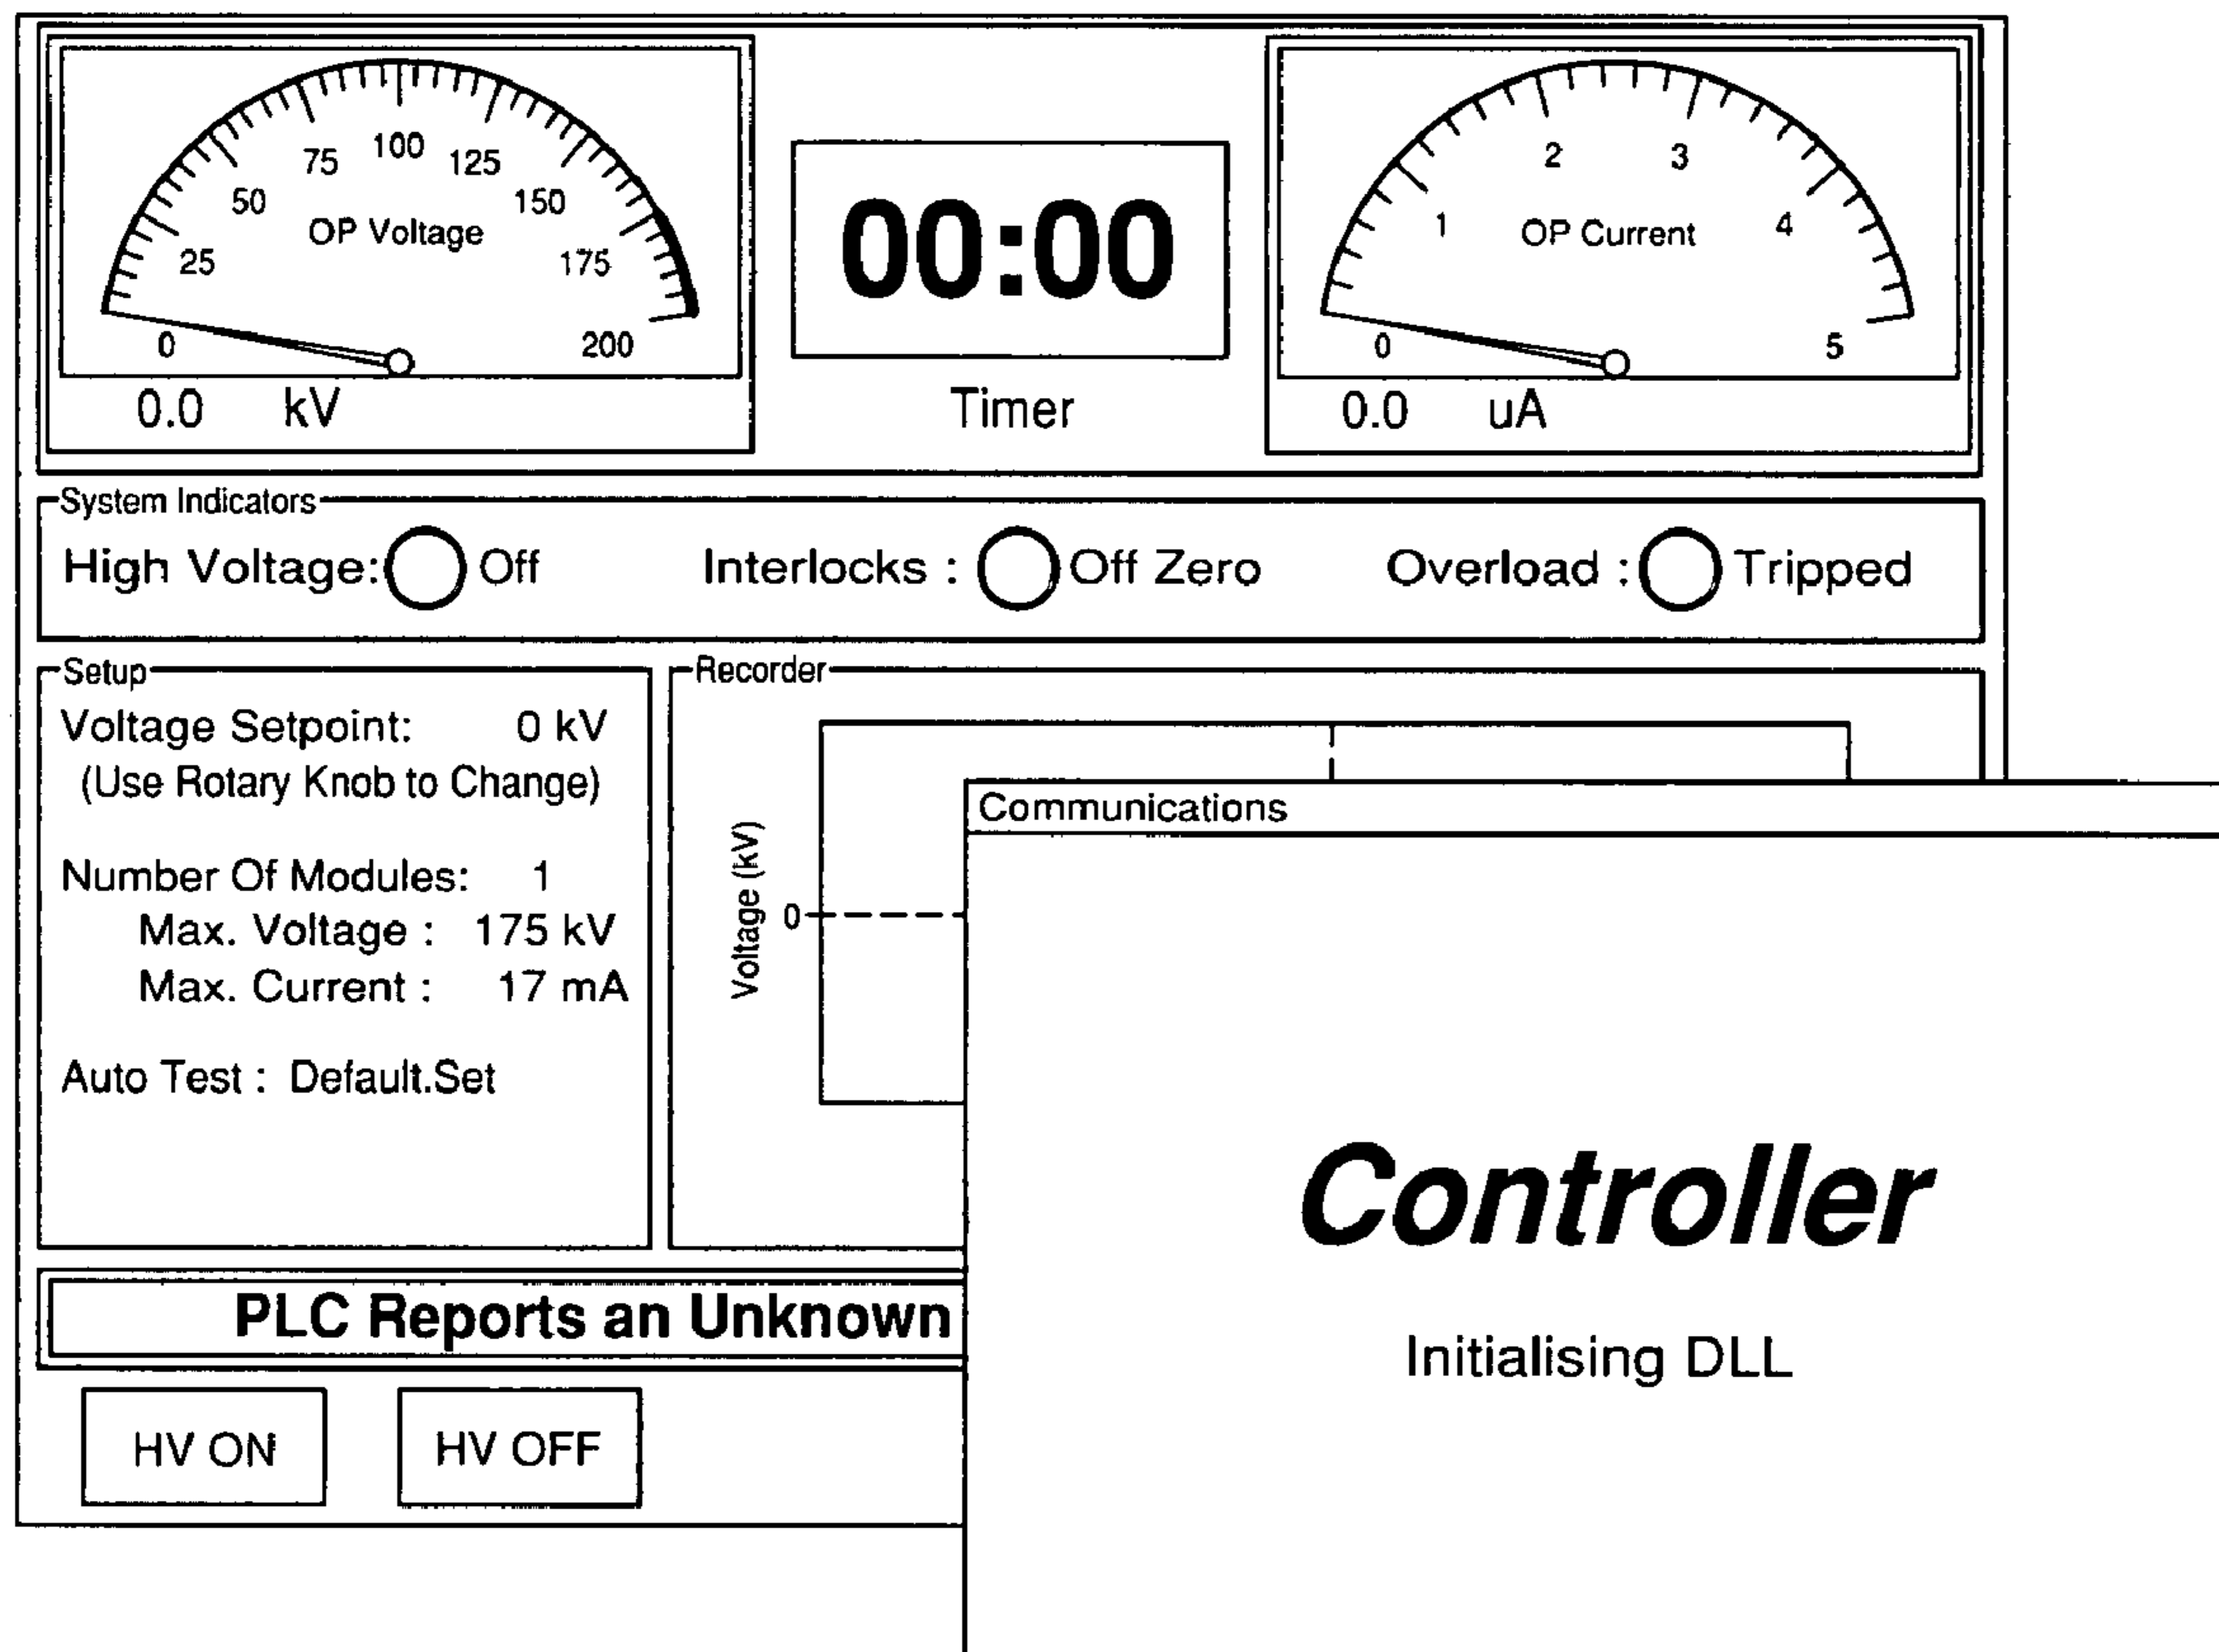 0
25
50
75
100
125
150
175
200
OP Voltage
0.0 kV
00:00
Timer
0
1
2
3
4
5
OP Current
0.0 uA
System Indicators
High Voltage: Off
Interlocks : Off Zero
Overload : Tripped
Setup
Voltage Setpoint: 0 kV
(Use Rotary Knob to Change)
Number Of Modules: 1
Max. Voltage : 175 kV
Max. Current : 17 mA
Auto Test : Default.Set
Recorder
Voltage (kV)
0
PLC Reports an Unknown
HV ON
HV OFF
Communications
Controller
Initialising DLL